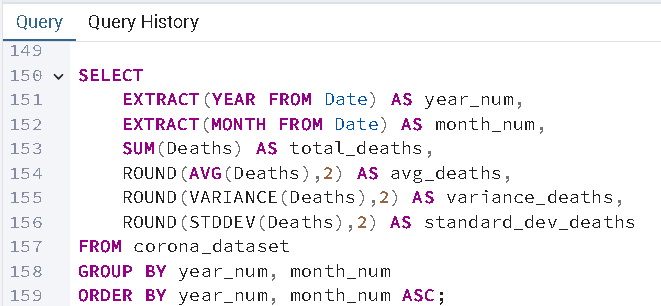 Query Query History
149
150 SELECT
151 EXTRACT(YEAR FROM Date) AS year_num,
152 EXTRACT(MONTH FROM Date) AS month_num,
153 SUM(Deaths) AS total_deaths,
154 ROUND(AVG(Deaths),2) AS avg_deaths,
155 ROUND(VARIANCE(Deaths),2) AS variance_deaths,
156 ROUND(STDDEV(Deaths),2) AS standard_dev_deaths
157 FROM corona_dataset
158 GROUP BY year_num, month_num
159 ORDER BY year_num, month_num ASC;